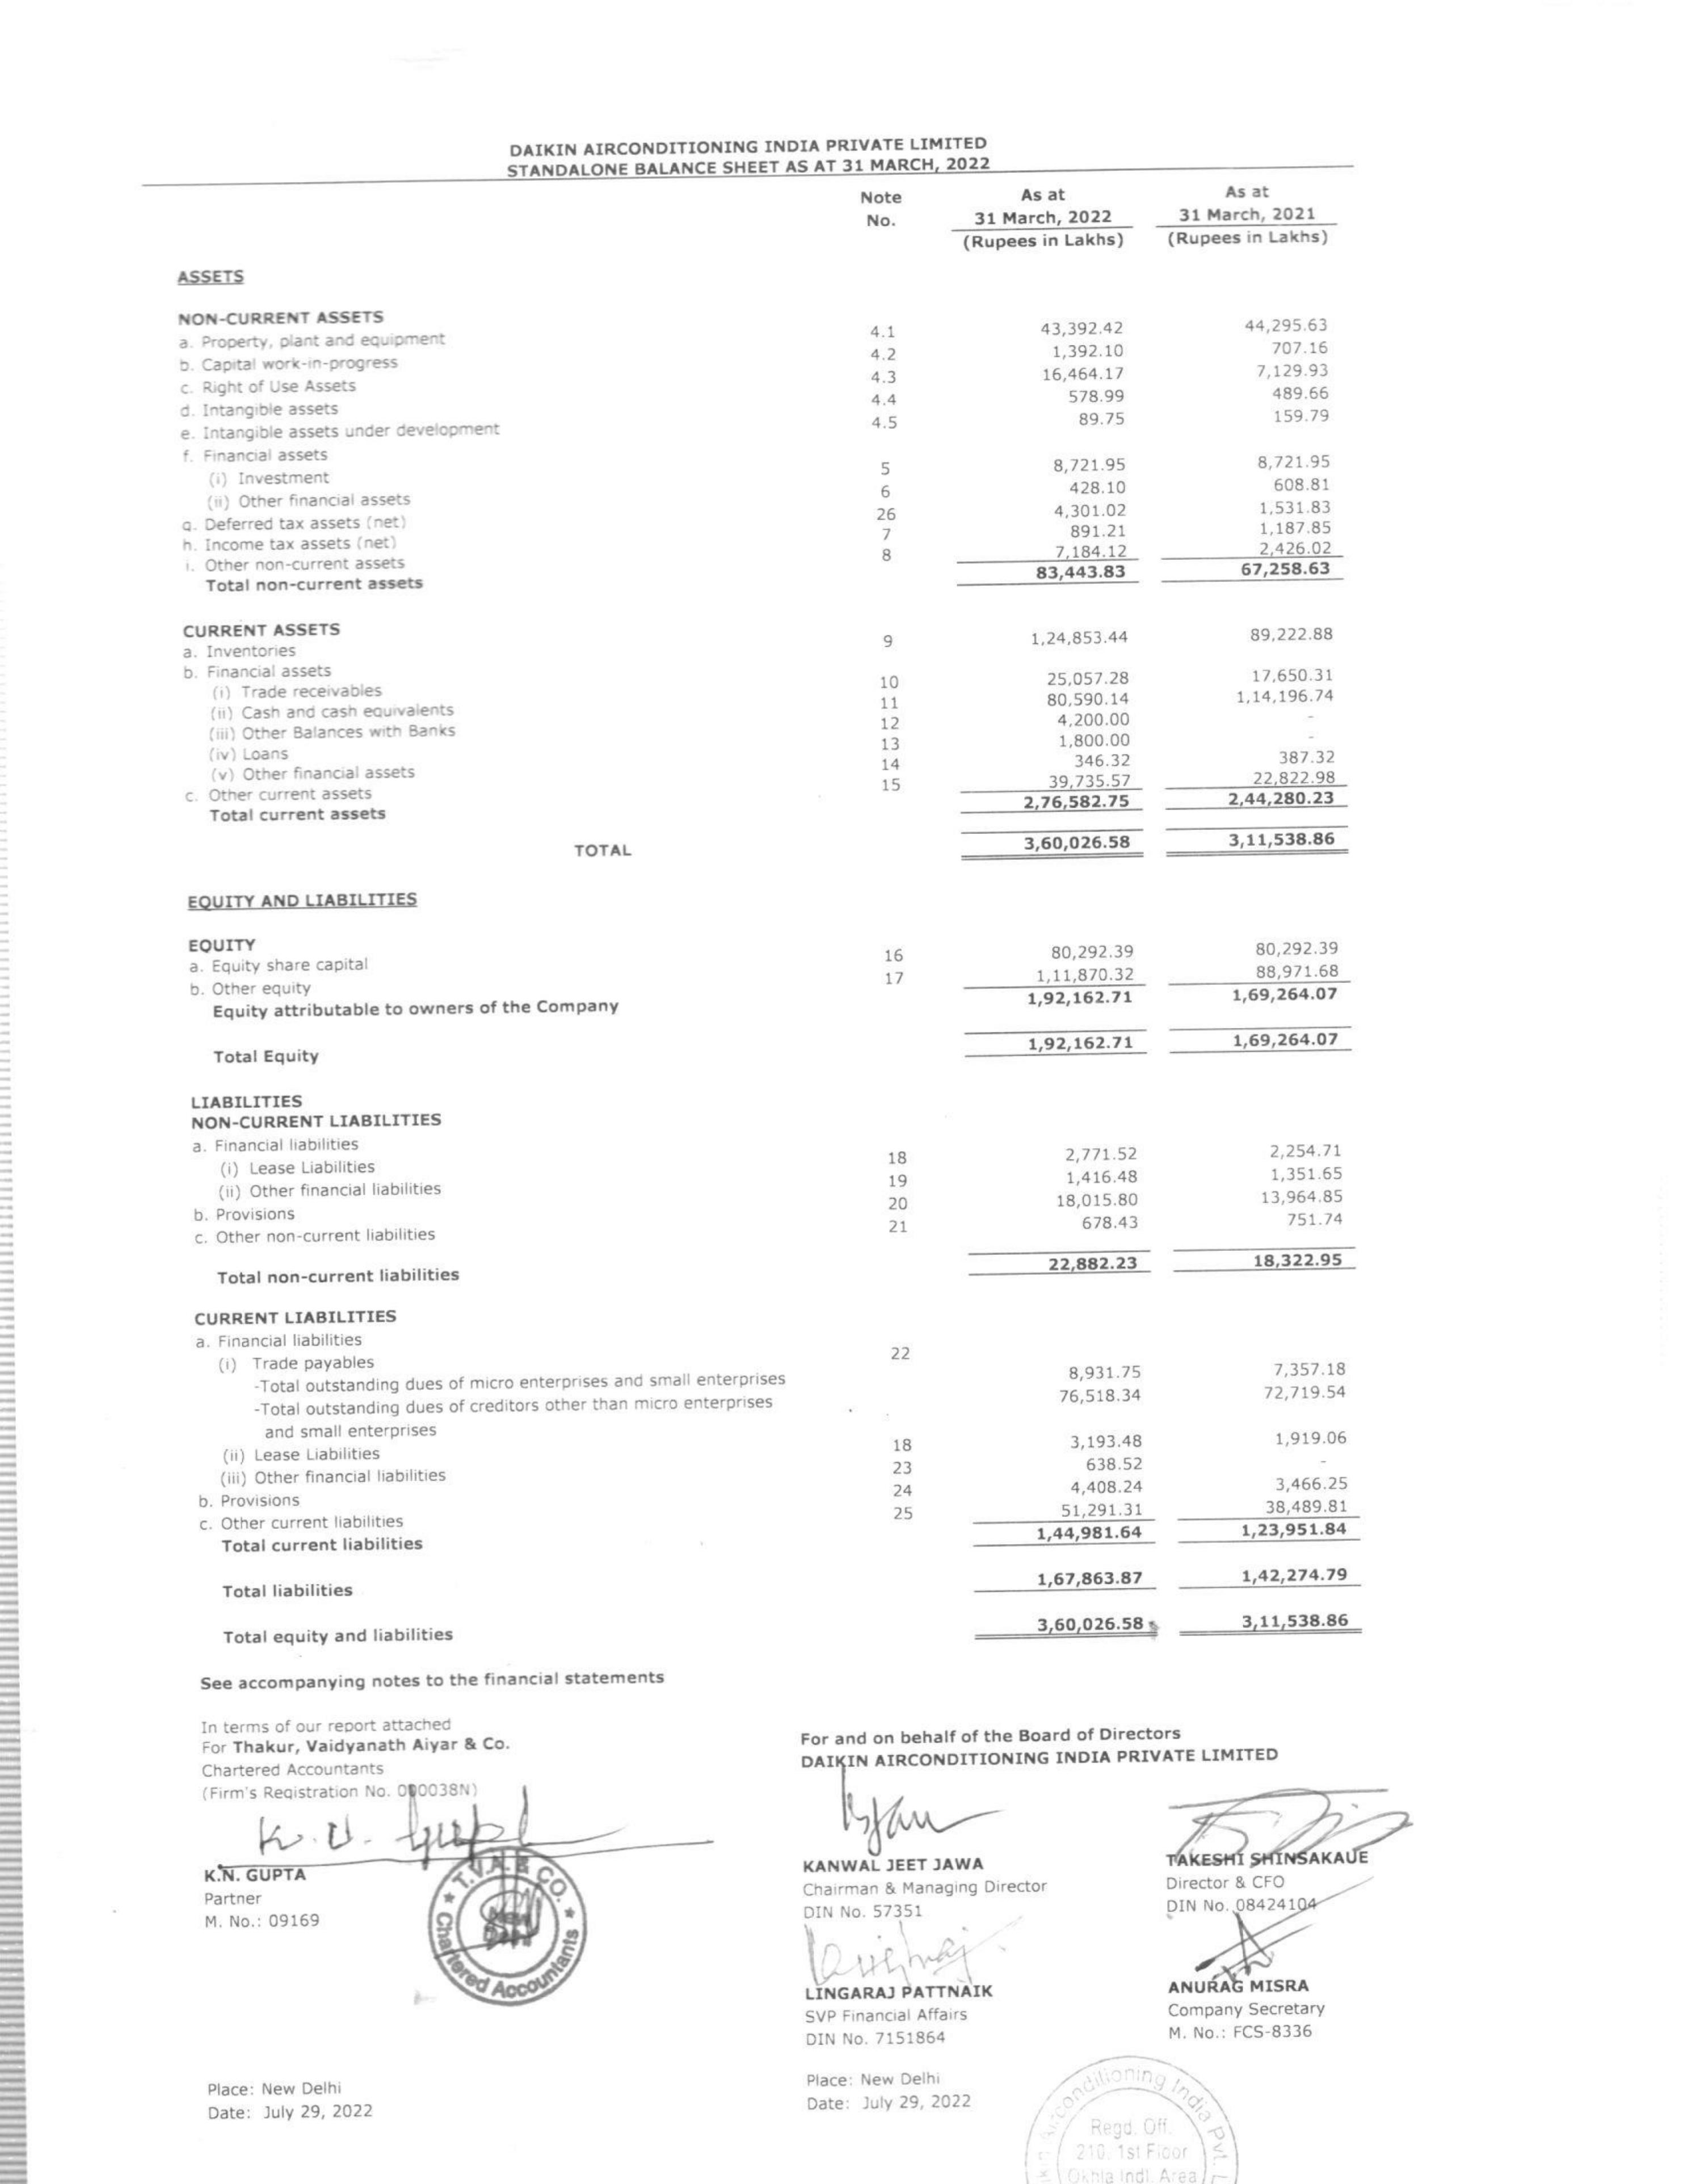 DAIKIN AIRCONDITIONING INDIA PRIVATE LIMITED
STANDALONE BALANCE SHEET AS AT 31 MARCH, 2022
Note No. As at 31 March, 2022 (Rupees in Lakhs) As at 31 March, 2021 (Rupees in Lakhs)
ASSETS
NON-CURRENT ASSETS
a. Property, plant and equipment 4.1 43,392.42 44,295.63
b. Capital work-in-progress 4.2 1,392.10 707.16
c. Right of Use Assets 4.3 16,464.17 7,129.93
d. Intangible assets 4.4 578.99 489.66
e. Intangible assets under development 4.5 89.75 159.79
f. Financial assets
(i) Investment 5 8,721.95 8,721.95
(ii) Other financial assets 6 428.10 608.81
g. Deferred tax assets (net) 26 4,301.02 1,531.83
h. Income tax assets (net) 7 891.21 1,187.85
i. Other non-current assets 8 7,184.12 2,426.02
Total non-current assets 83,443.83 67,258.63
CURRENT ASSETS
a. Inventories 9 1,24,853.44 89,222.88
b. Financial assets
(i) Trade receivables 10 25,057.28 17,650.31
(ii) Cash and cash equivalents 11 80,590.14 1,14,196.74
(iii) Other Balances with Banks 12 4,200.00 -
(iv) Loans 13 1,800.00 -
(v) Other financial assets 14 346.32 387.32
c. Other current assets 15 39,735.57 22,822.98
Total current assets 2,76,582.75 2,44,280.23
TOTAL 3,60,026.58 3,11,538.86
EQUITY AND LIABILITIES
EQUITY
a. Equity share capital 16 80,292.39 80,292.39
b. Other equity 17 1,11,870.32 88,971.68
Equity attributable to owners of the Company 1,92,162.71 1,69,264.07
Total Equity 1,92,162.71 1,69,264.07
LIABILITIES
NON-CURRENT LIABILITIES
a. Financial liabilities
(i) Lease Liabilities 18 2,771.52 2,254.71
(ii) Other financial liabilities 19 1,416.48 1,351.65
b. Provisions 20 18,015.80 13,964.85
c. Other non-current liabilities 21 678.43 751.74
Total non-current liabilities 22,882.23 18,322.95
CURRENT LIABILITIES
a. Financial liabilities
(i) Trade payables 22
-Total outstanding dues of micro enterprises and small enterprises 8,931.75 7,357.18
-Total outstanding dues of creditors other than micro enterprises 76,518.34 72,719.54
and small enterprises
(ii) Lease Liabilities 18 3,193.48 1,919.06
(iii) Other financial liabilities 23 638.52 -
b. Provisions 24 4,408.24 3,466.25
c. Other current liabilities 25 51,291.31 38,489.81
Total current liabilities 1,44,981.64 1,23,951.84
Total liabilities 1,67,863.87 1,42,274.79
Total equity and liabilities 3,60,026.58 3,11,538.86
See accompanying notes to the financial statements
In terms of our report attached
For Thakur, Vaidyanath Aiyar & Co.
Chartered Accountants
(Firm's Registration No. 000038N)
K.N. Gupta
K.N. GUPTA
Partner
M. No.: 09169
T.V.A. & CO.
New Delhi
Chartered Accountants
Place: New Delhi
Date: July 29, 2022
For and on behalf of the Board of Directors
DAIKIN AIRCONDITIONING INDIA PRIVATE LIMITED
KANWAL JEET JAWA
Chairman & Managing Director
DIN No. 57351
TAKESHI SHINSAKAUE
Director & CFO
DIN No. 08424104
LINGARAJ PATTNAIK
SVP Financial Affairs
DIN No. 7151864
ANURAG MISRA
Company Secretary
M. No.: FCS-8336
Place: New Delhi
Date: July 29, 2022
Airconditioning India Pvt.
Regd. Off.
210, 1st Floor
Okhla Indl. Area